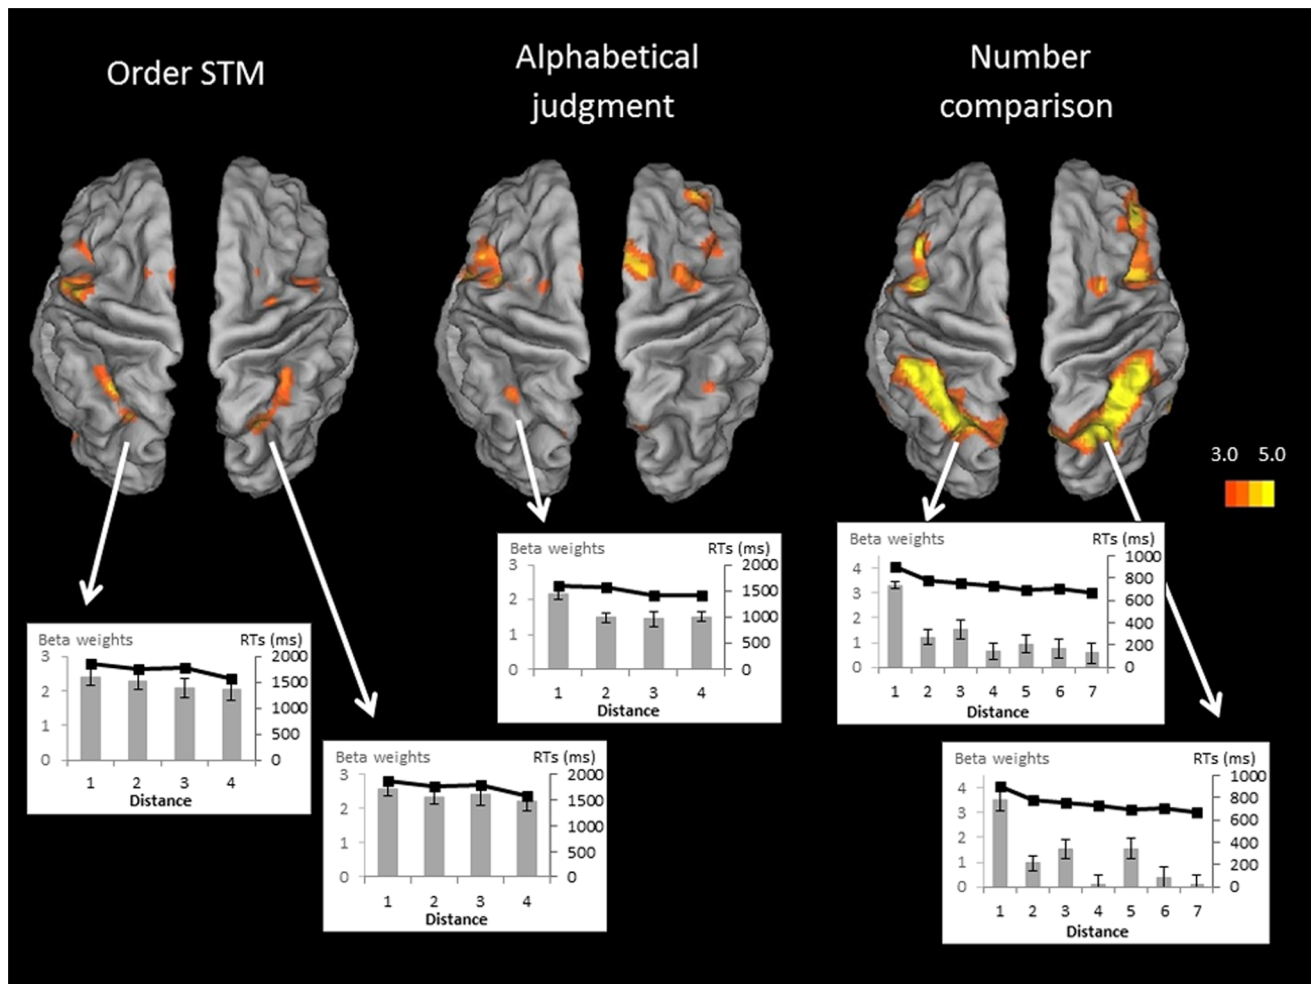 Order STM
Alphabetical
judgment
Number
comparison
3.0 5.0
Beta weights RTs (ms)
3 2000
2 1500
1000
1 500
0 0
1 2 3 4
Distance
Beta weights RTs (ms)
3 2000
2 1500
1000
1 500
0 0
1 2 3 4
Distance
Beta weights RTs (ms)
3 2000
2 1500
1000
1 500
0 0
1 2 3 4
Distance
Beta weights RTs (ms)
4 1000
3 800
600
2 400
1 200
0 0
1 2 3 4 5 6 7
Distance
Beta weights RTs (ms)
4 1000
3 800
600
2 400
1 200
0 0
1 2 3 4 5 6 7
Distance